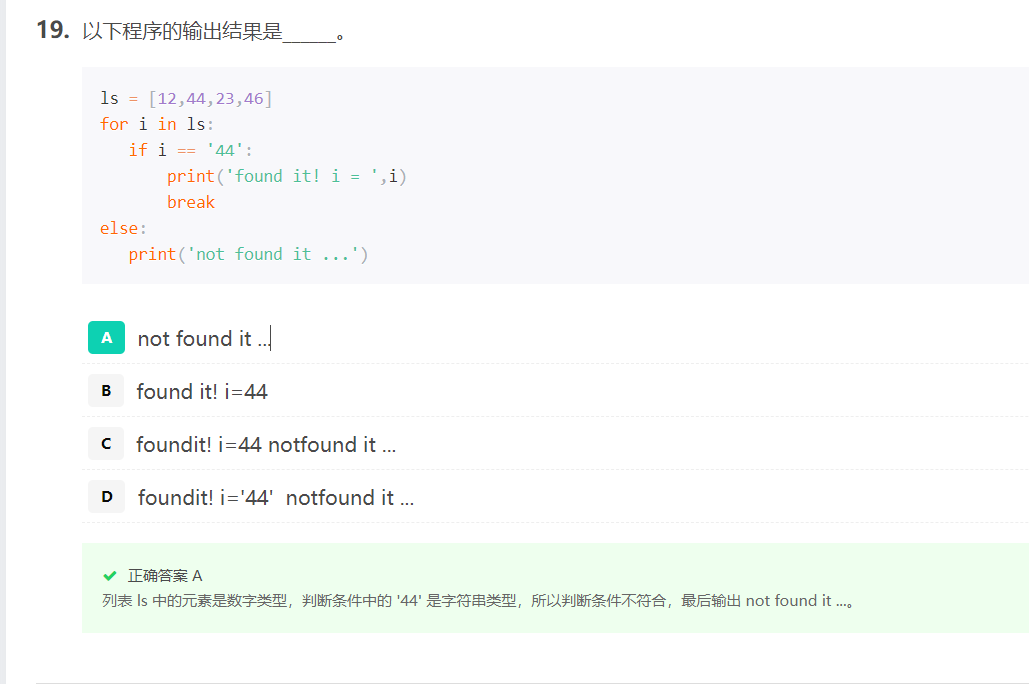 19. 以下程序的输出结果是______。
ls = [12,44,23,46]
for i in ls:
   if i == '44':
       print('found it! i = ',i)
       break
else:
   print('not found it ...')
A not found it ...
B found it! i=44
C foundit! i=44 notfound it ...
D foundit! i='44'  notfound it ...
正确答案 A
列表 ls 中的元素是数字类型，判断条件中的 '44' 是字符串类型，所以判断条件不符合，最后输出 not found it ...。